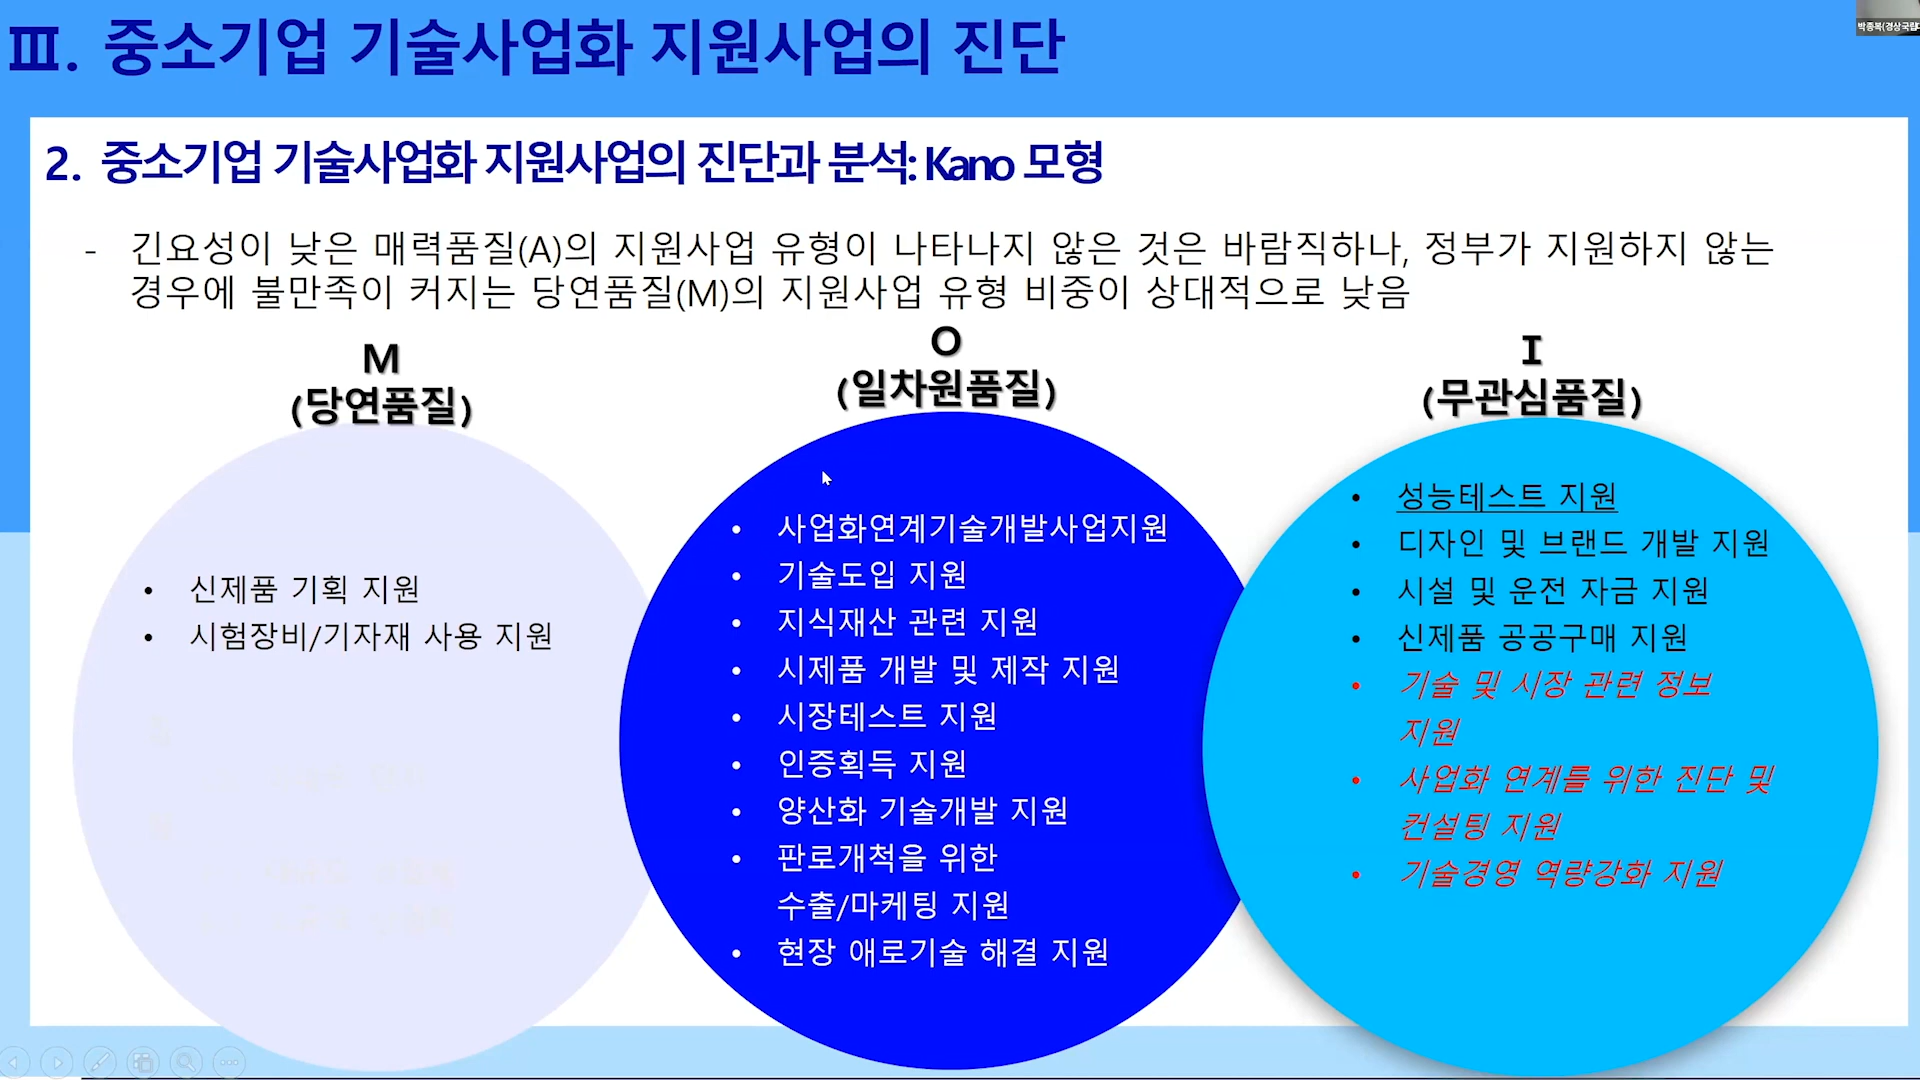 Ⅲ. 중소기업 기술사업화 지원사업의 진단
박종복(경상국립
2. 중소기업 기술사업화 지원사업의 진단과 분석: Kano 모형
- 긴요성이 낮은 매력품질(A)의 지원사업 유형이 나타나지 않은 것은 바람직하나, 정부가 지원하지 않는
경우에 불만족이 커지는 당연품질(M)의 지원사업 유형 비중이 상대적으로 낮음
M
(당연품질)
• 신제품 기획 지원
• 시험장비/기자재 사용 지원
O
(일차원품질)
• 사업화연계기술개발사업지원
• 기술도입 지원
• 지식재산 관련 지원
• 시제품 개발 및 제작 지원
• 시장테스트 지원
• 인증획득 지원
• 양산화 기술개발 지원
• 판로개척을 위한
수출/마케팅 지원
• 현장 애로기술 해결 지원
I
(무관심품질)
• 성능테스트 지원
• 디자인 및 브랜드 개발 지원
• 시설 및 운전 자금 지원
• 신제품 공공구매 지원
• 기술 및 시장 관련 정보
지원
• 사업화 연계를 위한 진단 및
컨설팅 지원
• 기술경영 역량강화 지원